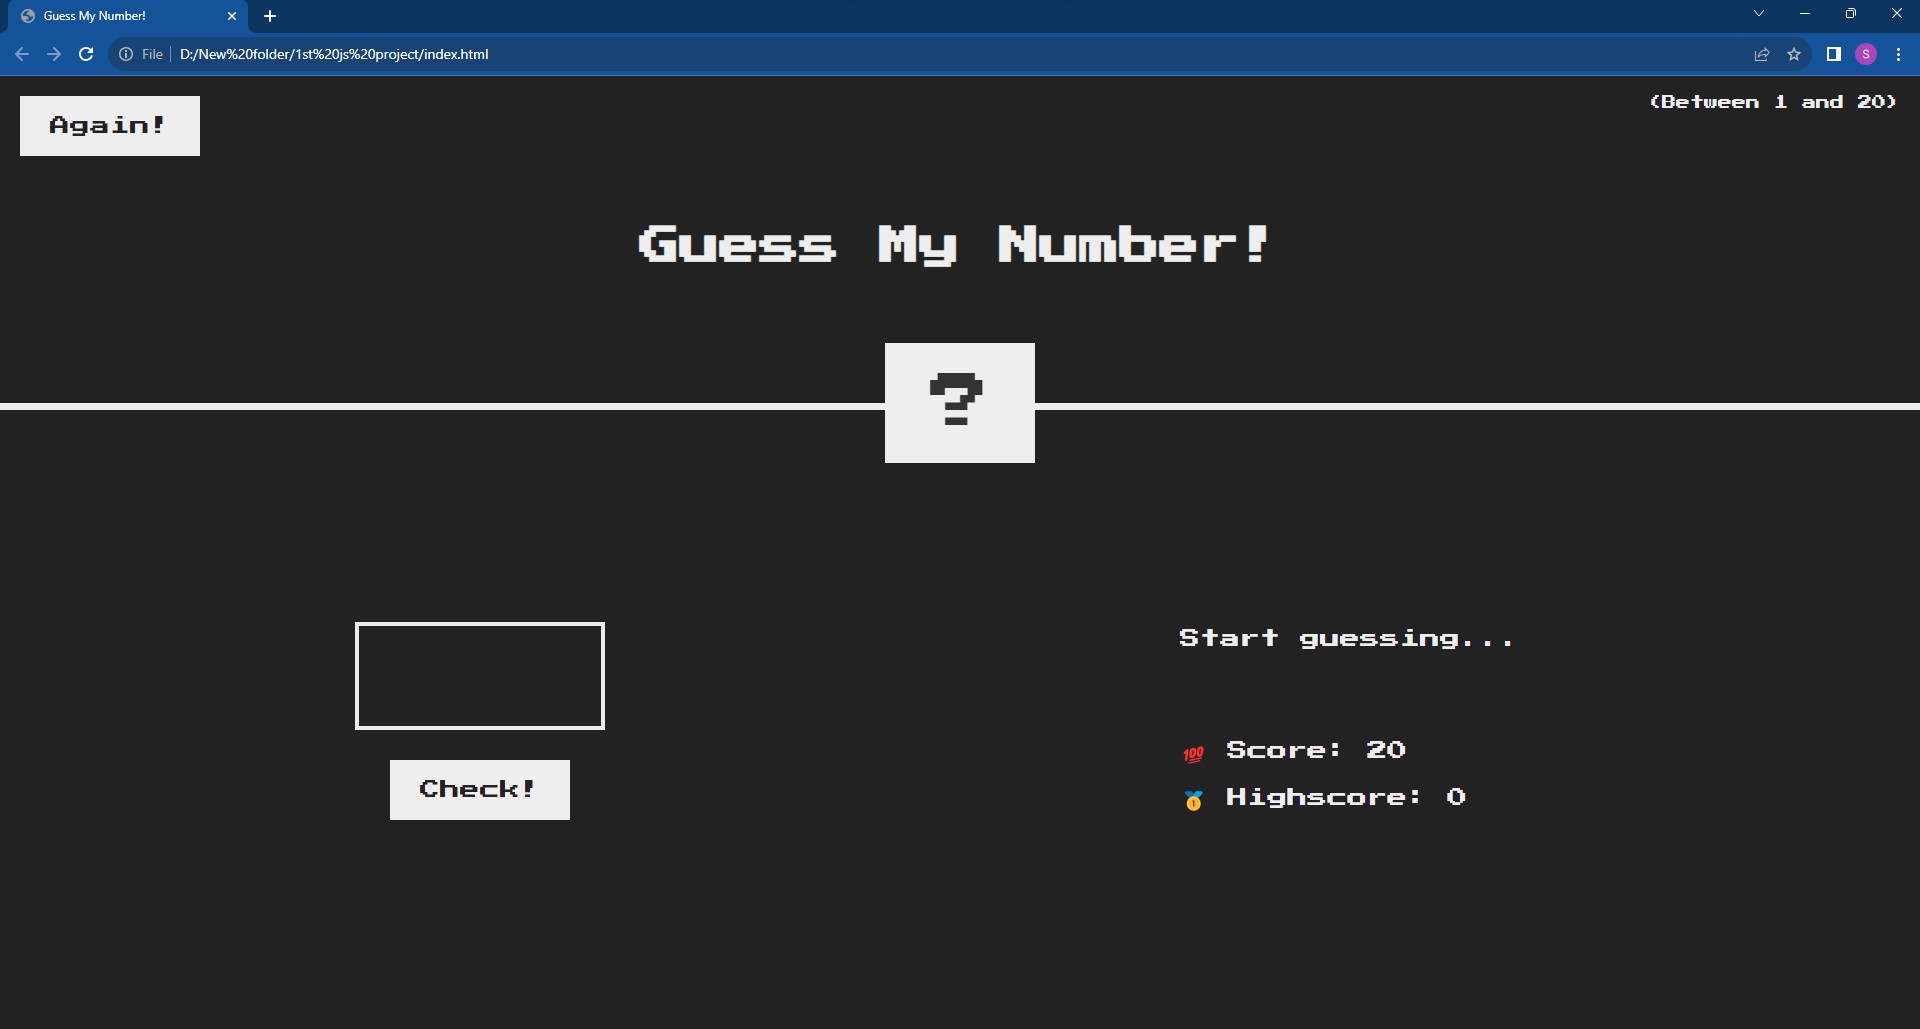 Guess My Number!
File D:/New%20folder/1st%20js%20project/index.html
S
Again!
(Between 1 and 20)
Guess My Number!
?
Start guessing...
💯 Score: 20
Check!
🥇 Highscore: 0